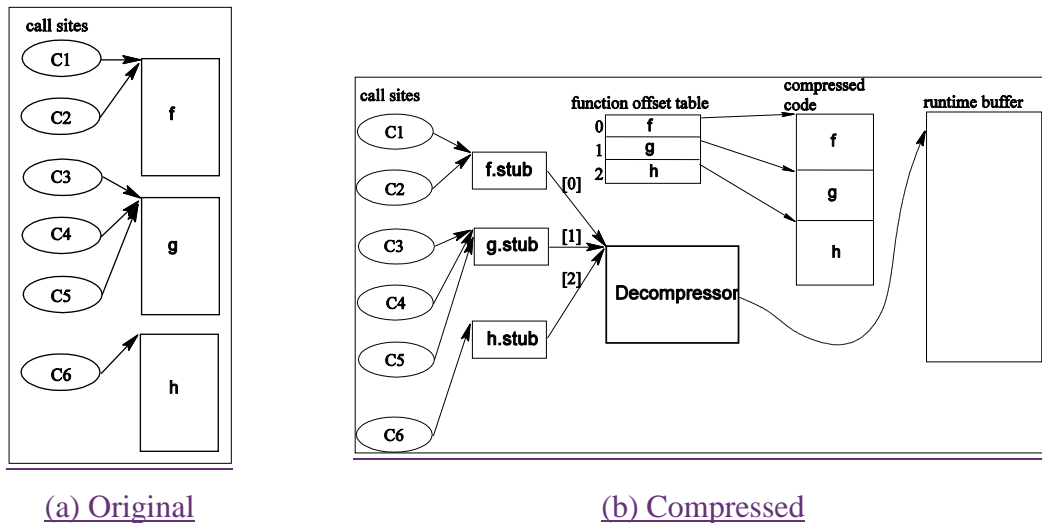 call sites
C1
C2
C3
C4
C5
C6
f
g
h
(a) Original
call sites
C1
C2
C3
C4
C5
C6
f.stub
g.stub
h.stub
[0]
[1]
[2]
function offset table
0 f
1 g
2 h
Decompressor
compressed
code
f
g
h
runtime buffer
(b) Compressed